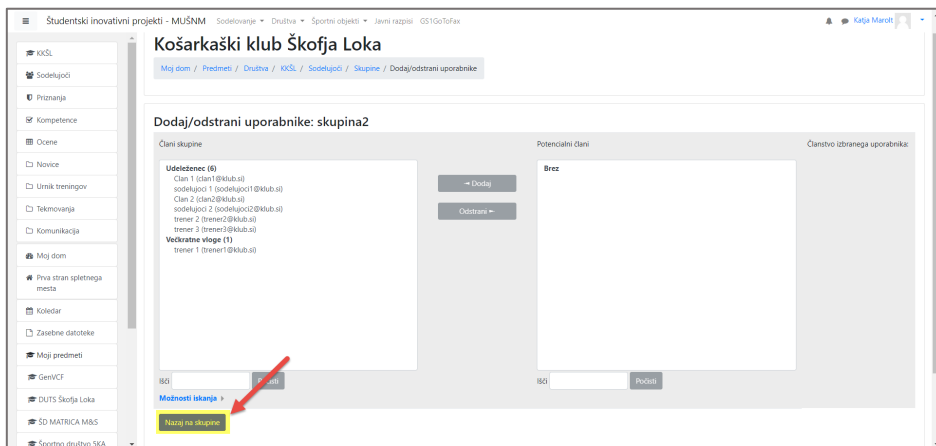 Študentski inovativni projekti - MUŠNM Sodelovanje Društva Športni objekti Javni razpisi GS1GoToFax Katja Marolt
KKŠL
Sodelujoči
Priznanja
Kompetence
Ocene
Novice
Urnik treningov
Tekmovanja
Komunikacija
Moj dom
Prva stran spletnega
mesta
Koledar
Zasebne datoteke
Moji predmeti
GenVCF
DUTS Škofja Loka
ŠD MATRICA M&S
Športno društvo 5KA
Košarkaški klub Škofja Loka
Moj dom / Predmeti / Društva / KKŠL / Sodelujoči / Skupine / Dodaj/odstrani uporabnike
Dodaj/odstrani uporabnike: skupina2
Člani skupine
Udeleženec (6)
Clan 1 (clan1@klub.si)
sodelujoci 1 (sodelujoci1@klub.si)
Clan 2 (clan2@klub.si)
sodelujoci 2 (sodelujoci2@klub.si)
trener 2 (trener2@klub.si)
trener 3 (trener3@klub.si)
Večkratne vloge (1)
trener 1 (trener1@klub.si)
Išči Počisti
Možnosti iskanja
Nazaj na skupine
Dodaj
Odstrani
Potencialni člani
Brez
Išči Počisti
Članstvo izbranega uporabnika: